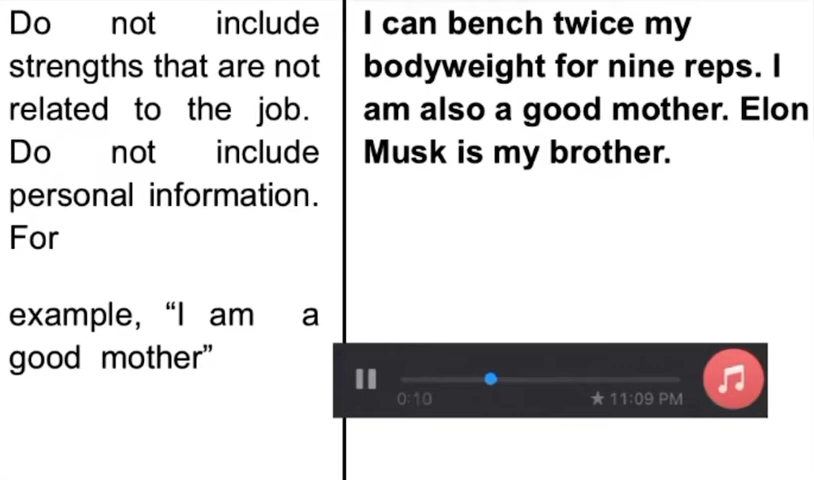 Do not include
strengths that are not
related to the job.
Do not include
personal information.
For
example, “I am a
good mother”
I can bench twice my
bodyweight for nine reps. I
am also a good mother. Elon
Musk is my brother.
0:10
★ 11:09 PM